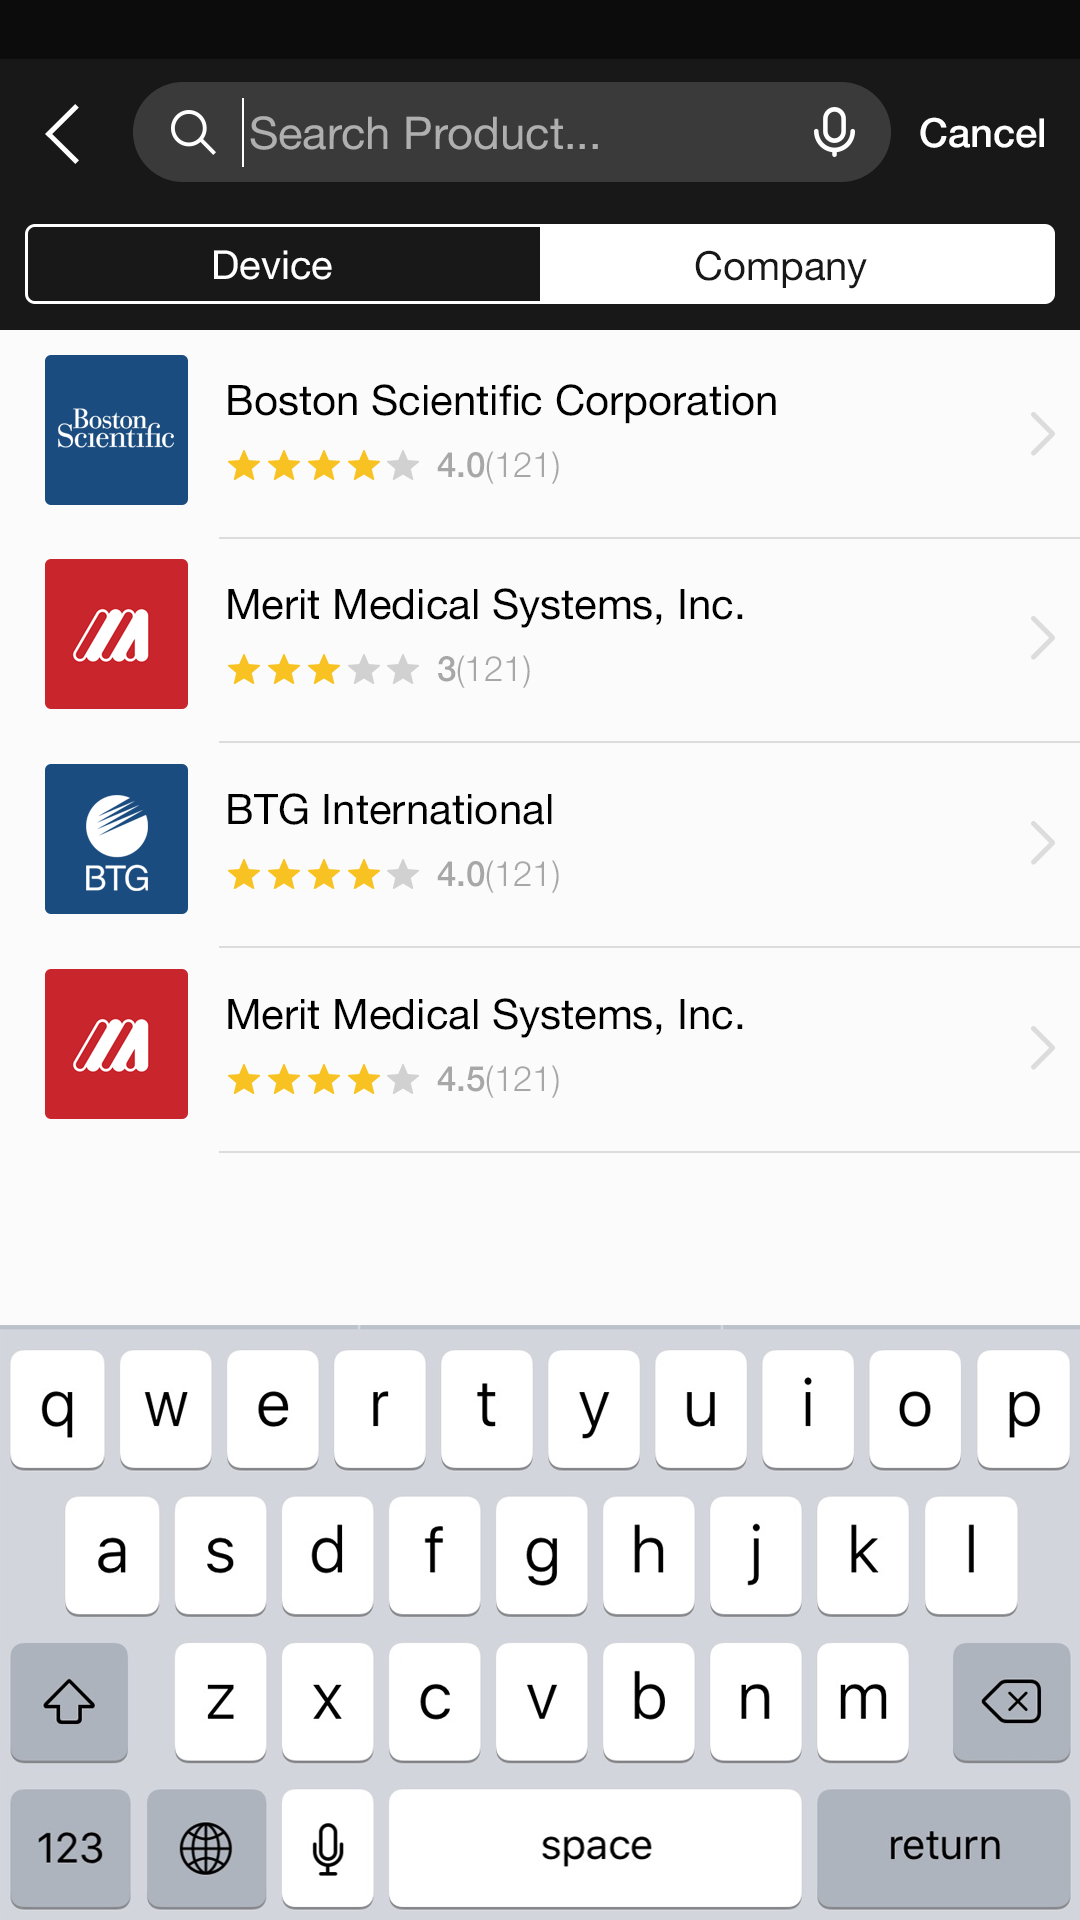 Search Product...
Cancel
Device
Company
Boston
Scientific
Boston Scientific Corporation
4.0(121)
Merit Medical Systems, Inc.
3(121)
BTG
BTG International
4.0(121)
Merit Medical Systems, Inc.
4.5(121)
q w e r t y u i o p
a s d f g h j k l
z x c v b n m
123 space return